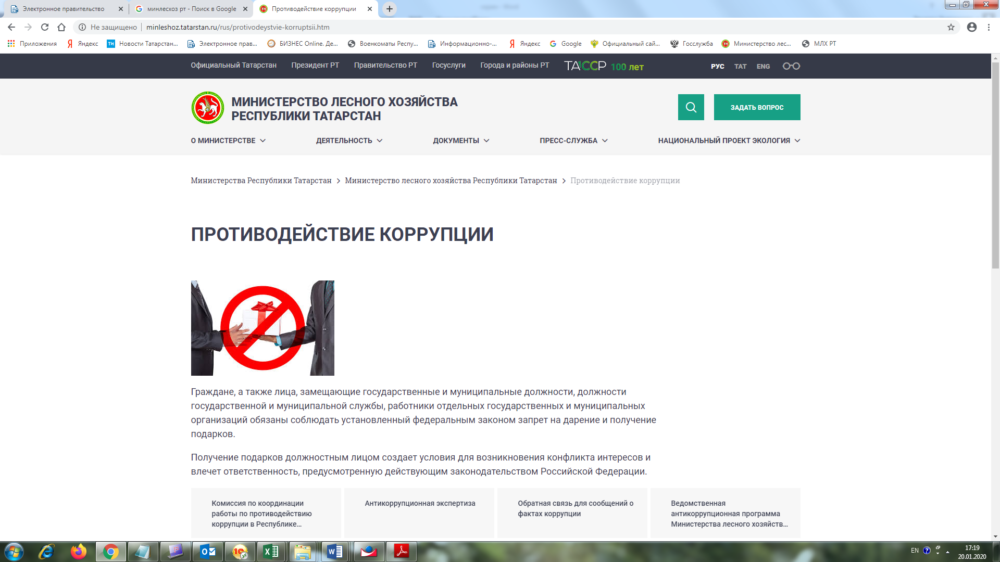 Электронное правительство
минлесхоз рт - Поиск в Google
Противодействие коррупции
Не защищено
minleshoz.tatarstan.ru/rus/protivodeystvie-korruptsii.htm
Приложения
Яндекс
Новости Татарстан...
Электронное прав...
БИЗНЕС Online. Де...
Военкоматы Респу...
Информационно-...
Яндекс
Google
Официальный сай...
Госслужба
Министерство лес...
МЛХ РТ
Официальный Татарстан
Президент РТ
Правительство РТ
Госуслуги
Города и районы РТ
ТАССР 100 лет
РУС
ТАТ
ENG
МИНИСТЕРСТВО ЛЕСНОГО ХОЗЯЙСТВА
РЕСПУБЛИКИ ТАТАРСТАН
ЗАДАТЬ ВОПРОС
О МИНИСТЕРСТВЕ
ДЕЯТЕЛЬНОСТЬ
ДОКУМЕНТЫ
ПРЕСС-СЛУЖБА
НАЦИОНАЛЬНЫЙ ПРОЕКТ ЭКОЛОГИЯ
Министерства Республики Татарстан > Министерство лесного хозяйства Республики Татарстан > Противодействие коррупции
ПРОТИВОДЕЙСТВИЕ КОРРУПЦИИ
Граждане, а также лица, замещающие государственные и муниципальные должности, должности
государственной и муниципальной службы, работники отдельных государственных и муниципальных
организаций обязаны соблюдать установленный федеральным законом запрет на дарение и получение
подарков.
Получение подарков должностным лицом создает условия для возникновения конфликта интересов и
влечет ответственность, предусмотренную действующим законодательством Российской Федерации.
Комиссия по координации
работы по противодействию
коррупции в Республике...
Антикоррупционная экспертиза
Обратная связь для сообщений о
фактах коррупции
Ведомственная
антикоррупционная программа
Министерства лесного хозяйств...
EN
17:19
20.01.2020